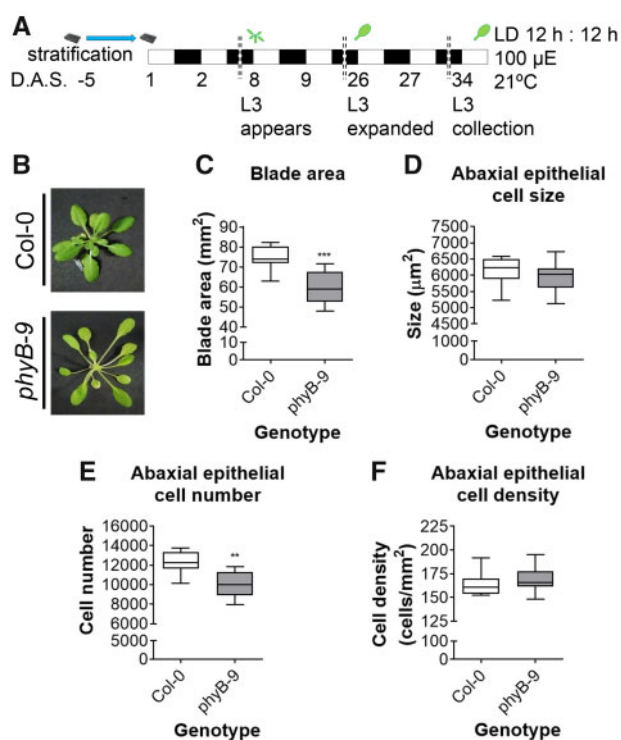 A
stratification
LD 12 h : 12 h
100 µE
D.A.S. -5 1 2 8 9 26 27 34 21ºC
L3 L3 L3
appears expanded collection
B
Col-0
phyB-9
C
Blade area
Blade area (mm²)
90
80
70
60
50
40
10
0
***
Col-0
phyB-9
Genotype
D
Abaxial epithelial
cell size
Size (µm²)
7500
7000
6500
6000
5500
5000
4500
1000
0
Col-0
phyB-9
Genotype
E
Abaxial epithelial
cell number
Cell number
16000
14000
12000
10000
8000
6000
5000
0
**
Col-0
phyB-9
Genotype
F
Abaxial epithelial
cell density
Cell density
(cells/mm²)
225
200
175
150
125
100
0
Col-0
phyB-9
Genotype